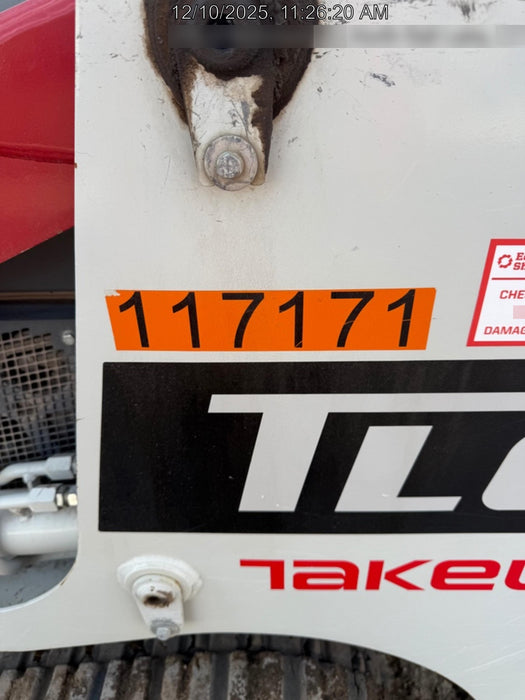 12/10/2025, 11:26:20 AM
CHE
DAMAG
117171
TL
TAKEU